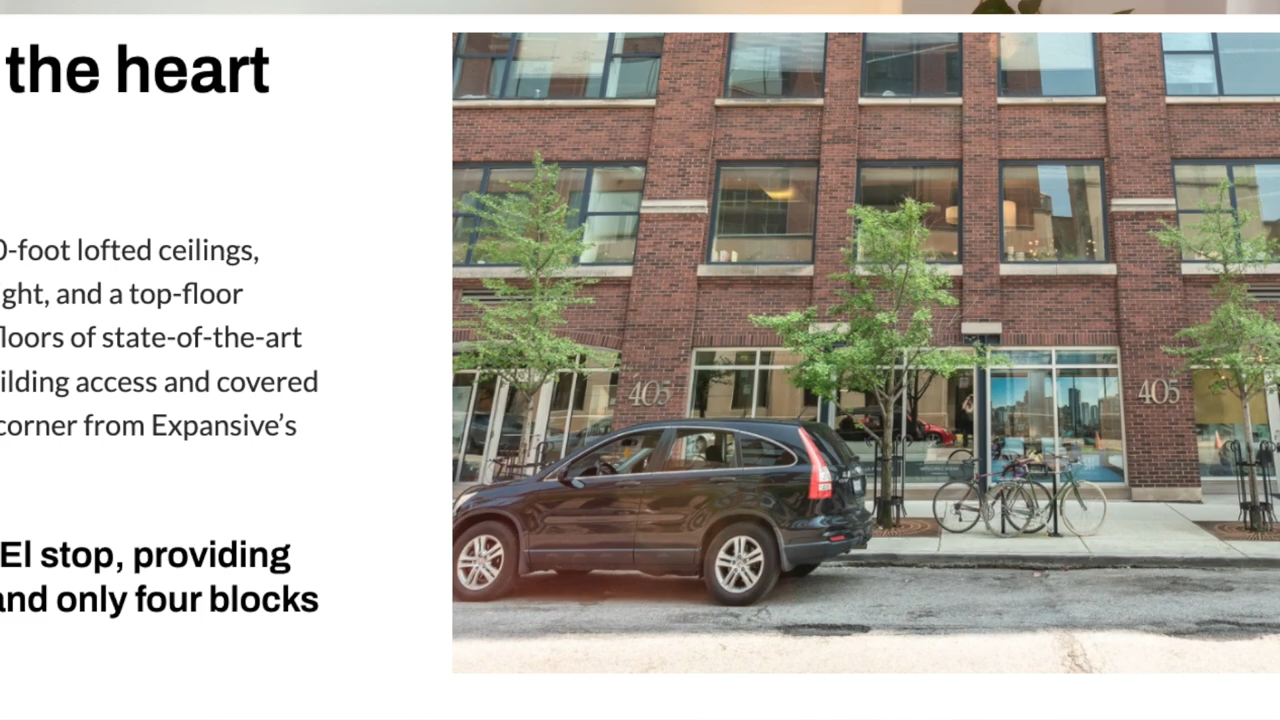 the heart
0-foot lofted ceilings,
ght, and a top-floor
floors of state-of-the-art
ilding access and covered
corner from Expansive’s
El stop, providing
and only four blocks
405
405